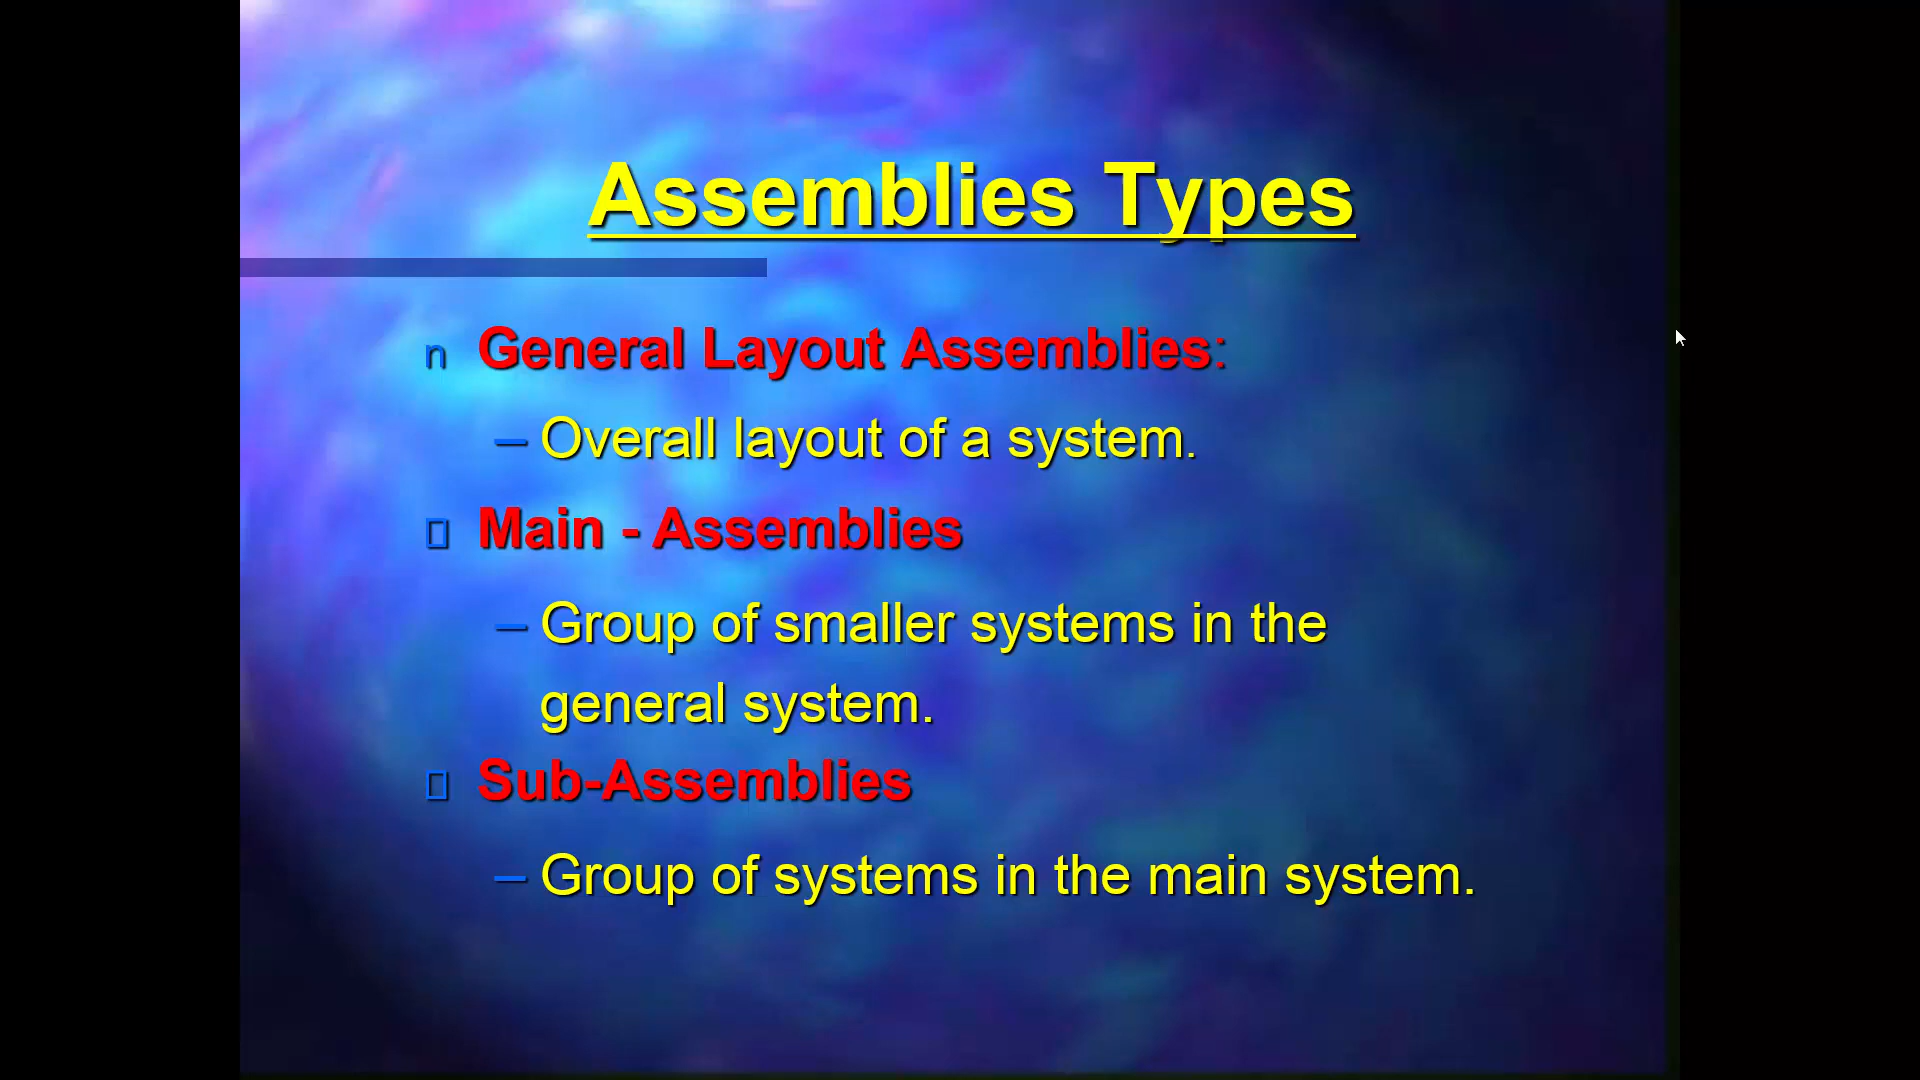 Assemblies Types
n General Layout Assemblies:
– Overall layout of a system.
Main - Assemblies
– Group of smaller systems in the
general system.
Sub-Assemblies
– Group of systems in the main system.